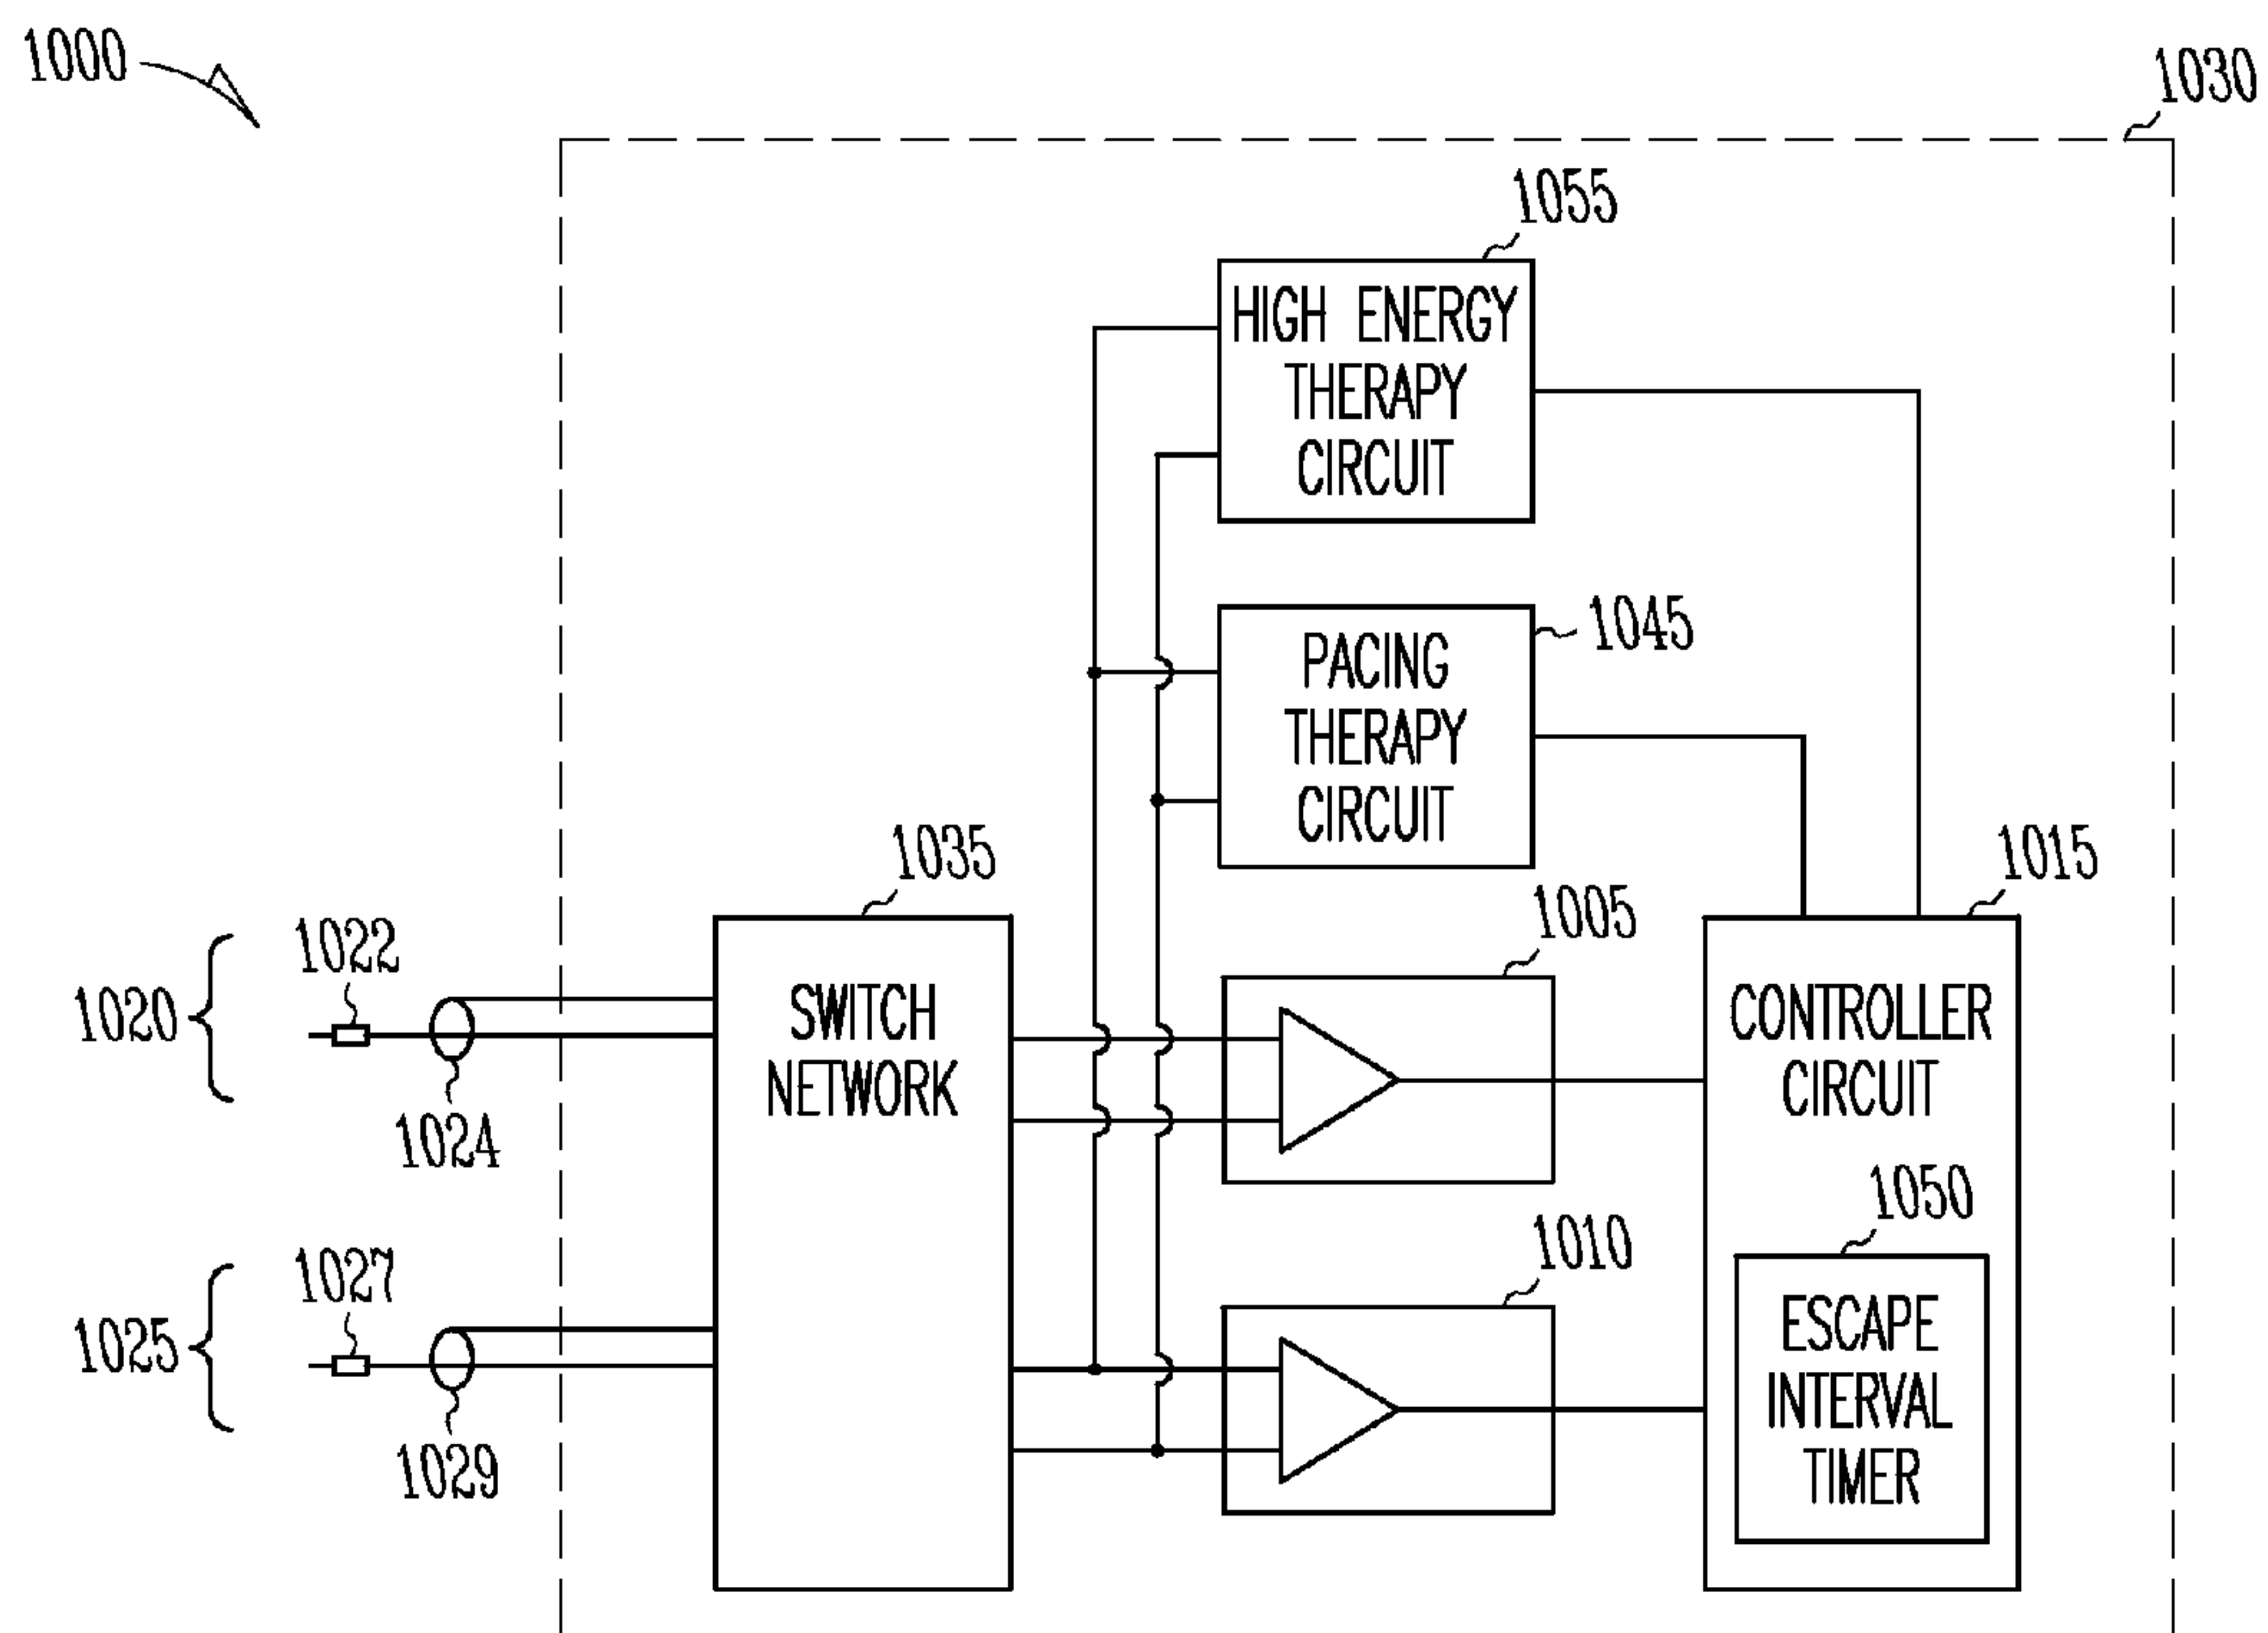 1000
1030
1055
HIGH ENERGY
THERAPY
CIRCUIT
1045
PACING
THERAPY
CIRCUIT
1035
1015
1005
1022
1020
SWITCH
NETWORK
CONTROLLER
CIRCUIT
1024
1050
1010
1027
1025
ESCAPE
INTERVAL
TIMER
1029